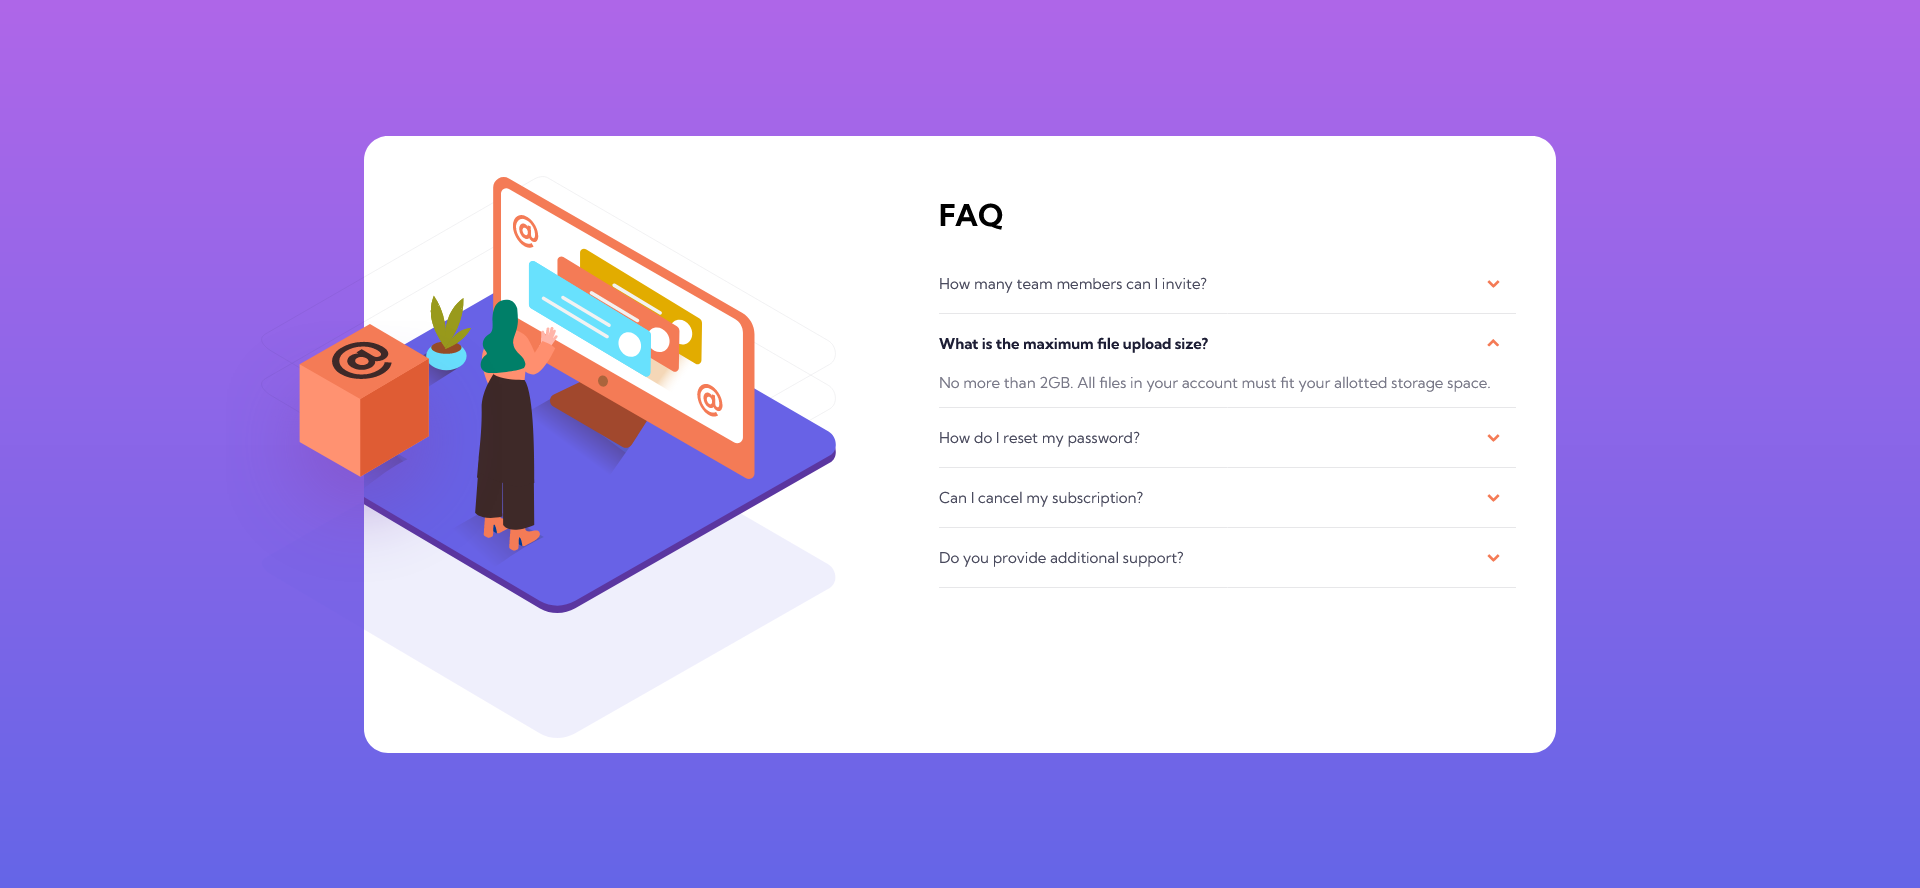 FAQ
How many team members can I invite?
What is the maximum file upload size?
No more than 2GB. All files in your account must fit your allotted storage space.
How do I reset my password?
Can I cancel my subscription?
Do you provide additional support?
@
@
@